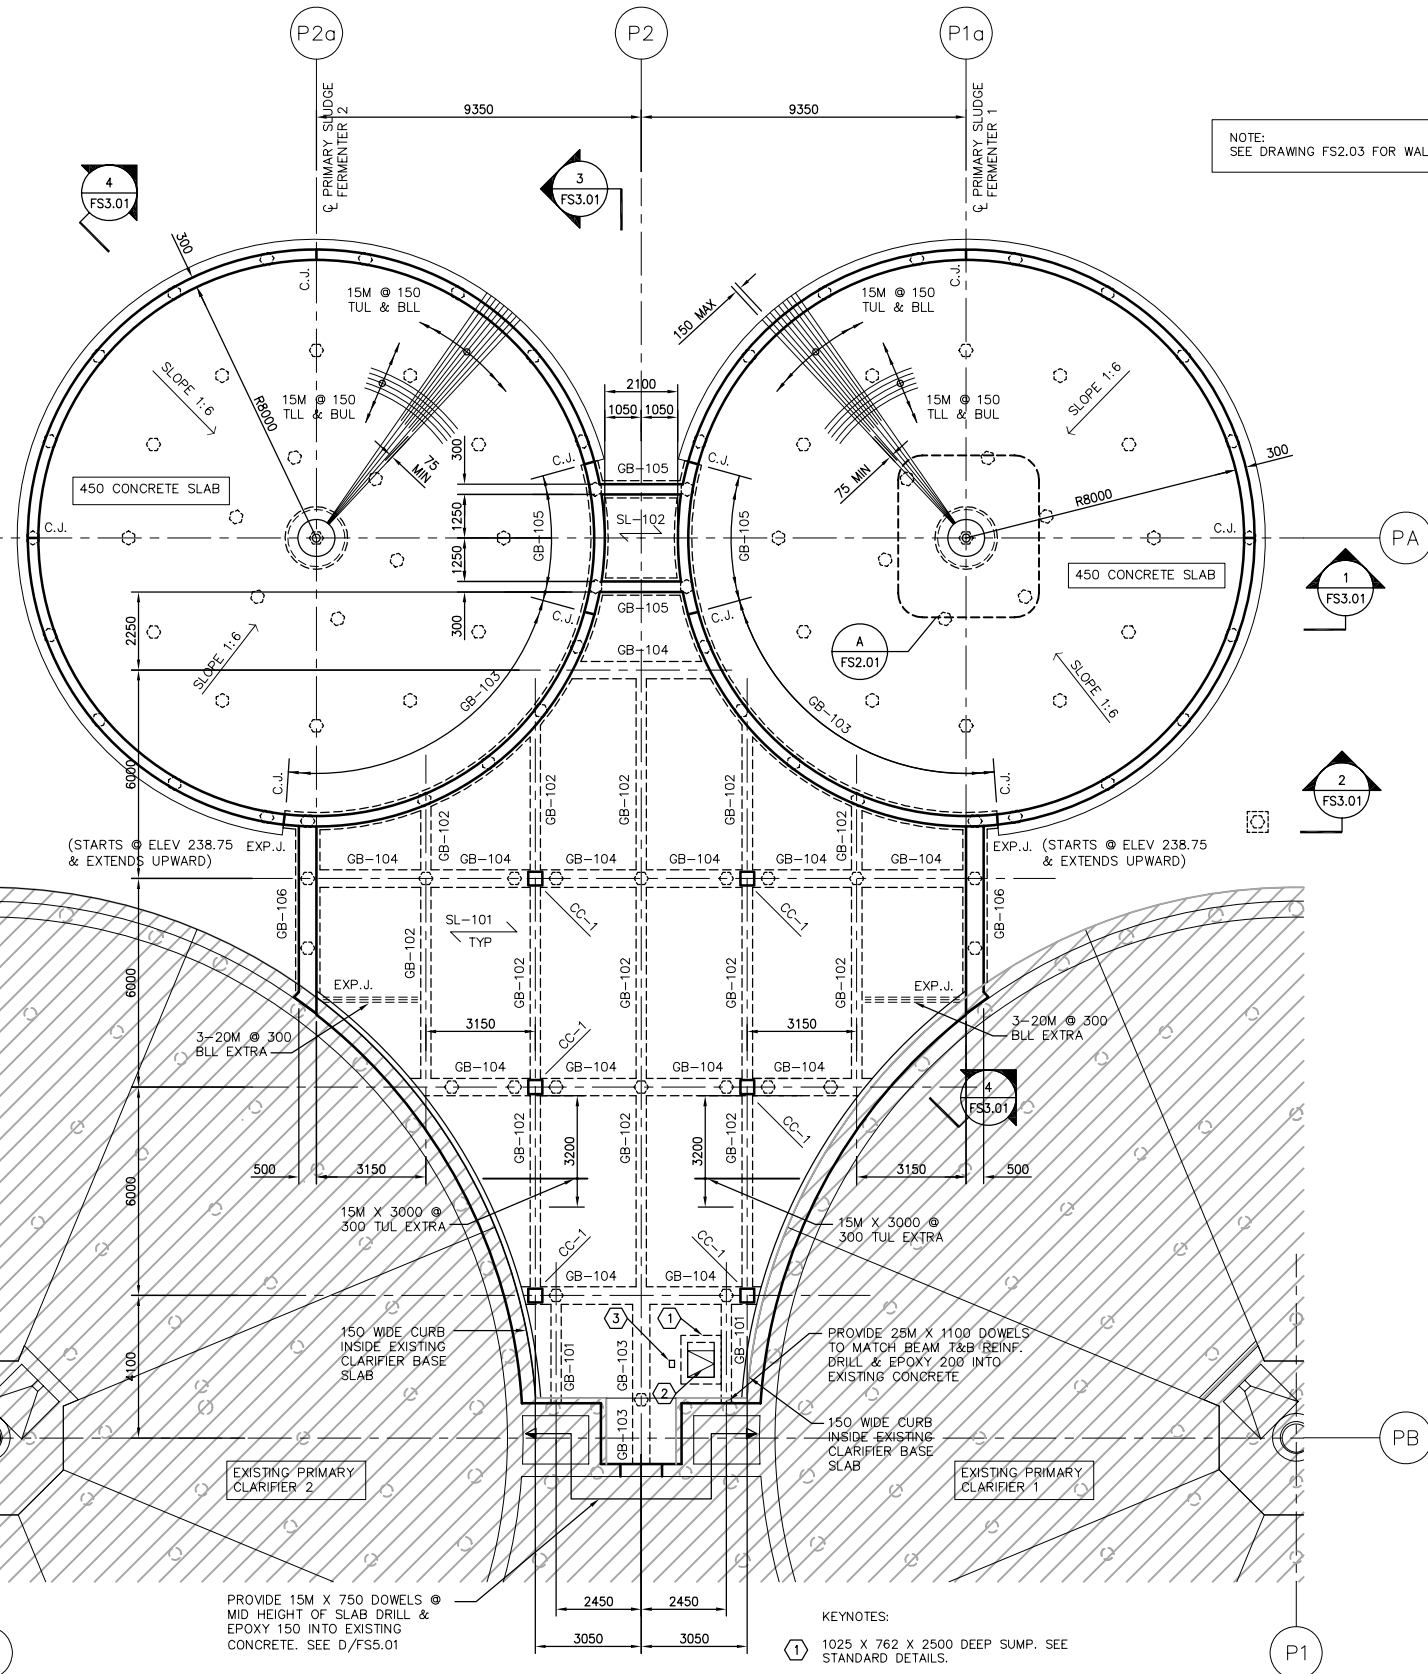 P2a
P2
P1a
9350
9350
℄ PRIMARY SLUDGE
FERMENTER 2
℄ PRIMARY SLUDGE
FERMENTER 1
NOTE:
SEE DRAWING FS2.03 FOR WAL
4
FS3.01
3
FS3.01
300
C.J.
C.J.
15M @ 150
TUL & BLL
15M @ 150
TUL & BLL
150 MAX
SLOPE 1:6
R8000
15M @ 150
TLL & BUL
2100
1050
1050
15M @ 150
TLL & BUL
SLOPE 1:6
75
MIN
300
C.J.
GB-105
C.J.
75 MIN
300
R8000
450 CONCRETE SLAB
C.J.
1250
SL-102
GB-105
GB-105
C.J.
PA
1250
450 CONCRETE SLAB
1
FS3.01
2250
300
C.J.
GB-105
C.J.
GB-104
A
FS2.01
SLOPE 1:6
GB-103
GB-103
SLOPE 1:6
6000
C.J.
GB-102
GB-102
GB-102
C.J.
2
FS3.01
(STARTS @ ELEV 238.75
& EXTENDS UPWARD)
EXP.J.
GB-102
GB-102
EXP.J.
(STARTS @ ELEV 238.75
& EXTENDS UPWARD)
GB-104
GB-104
GB-104
GB-104
GB-104
GB-104
GB-106
SL-101
TYP
CC-1
CC-1
GB-106
GB-102
GB-102
GB-102
GB-102
GB-102
6000
EXP.J.
EXP.J.
3-20M @ 300
BLL EXTRA
3150
CC-1
3150
3-20M @ 300
BLL EXTRA
GB-104
GB-104
GB-104
GB-104
4
FS3.01
GB-102
GB-102
GB-102
CC-1
3200
3200
500
3150
3150
500
6000
15M X 3000 @
300 TUL EXTRA
15M X 3000 @
300 TUL EXTRA
CC-1
CC-1
GB-104
GB-104
150 WIDE CURB
INSIDE EXISTING
CLARIFIER BASE
SLAB
3
1
PROVIDE 25M X 1100 DOWELS
TO MATCH BEAM T&B REINF.
DRILL & EPOXY 200 INTO
EXISTING CONCRETE
4100
GB-101
GB-103
GB-101
2
GB-103
150 WIDE CURB
INSIDE EXISTING
CLARIFIER BASE
SLAB
PB
EXISTING PRIMARY
CLARIFIER 2
EXISTING PRIMARY
CLARIFIER 1
PROVIDE 15M X 750 DOWELS @
MID HEIGHT OF SLAB DRILL &
EPOXY 150 INTO EXISTING
CONCRETE. SEE D/FS5.01
2450
2450
3050
3050
KEYNOTES:
1 1025 X 762 X 2500 DEEP SUMP. SEE
STANDARD DETAILS.
P1